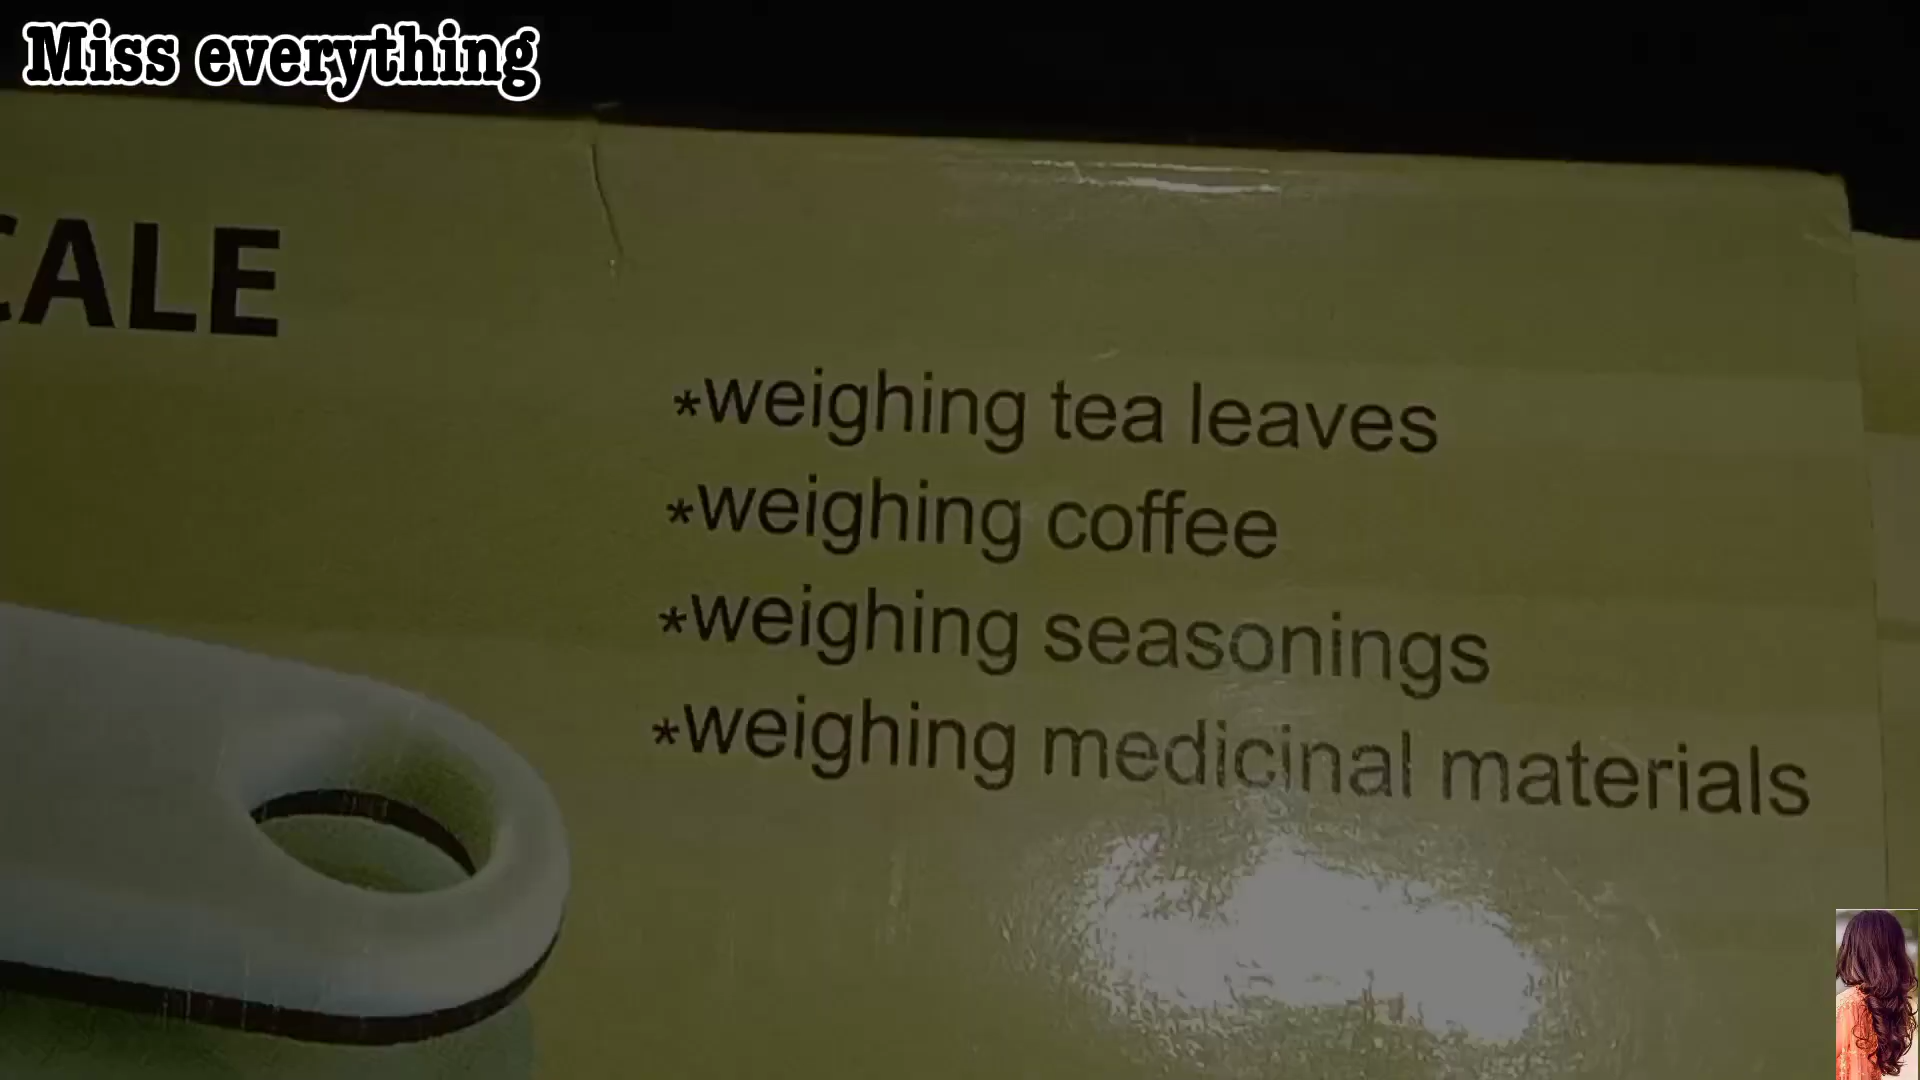 Miss everything
CALE
*weighing tea leaves
*weighing coffee
*weighing seasonings
*weighing medicinal materials